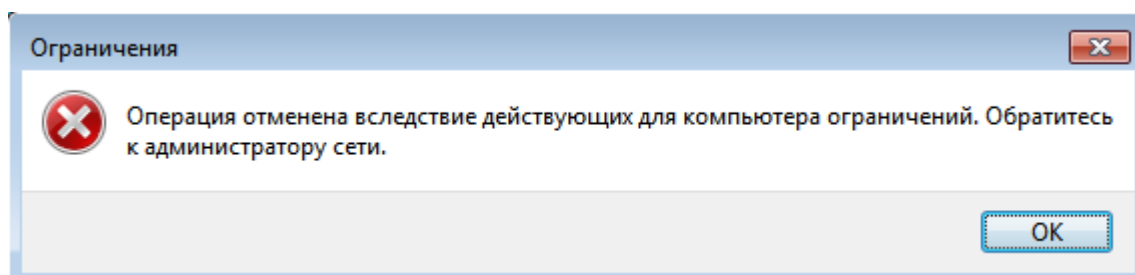 Ограничения
Операция отменена вследствие действующих для компьютера ограничений. Обратитесь
к администратору сети.
OK